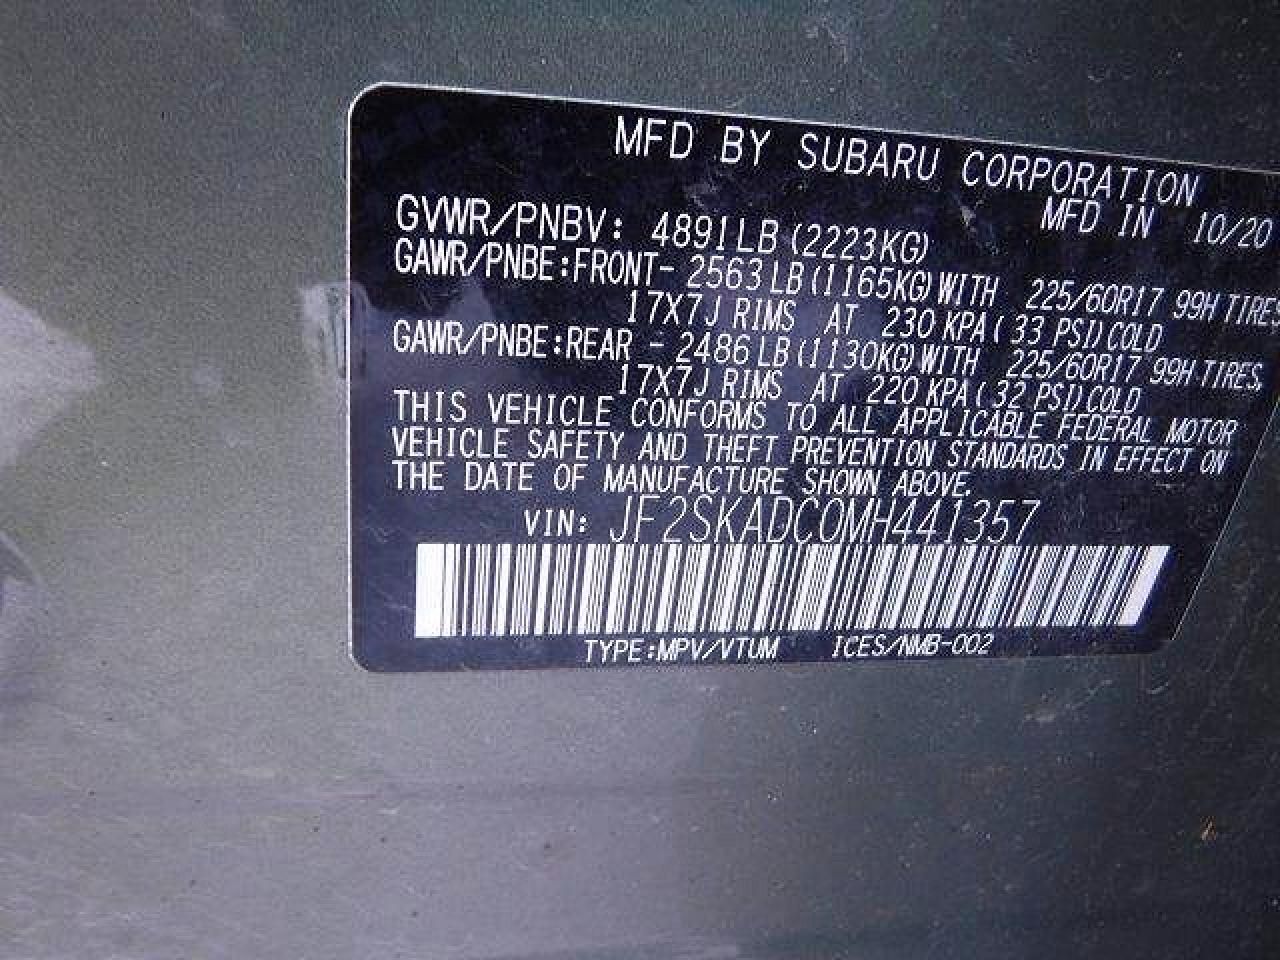 MFD BY SUBARU CORPORATION
MFD IN 10/20
GVWR/PNBV: 4891LB (2223KG)
GAWR/PNBE:FRONT- 2563 LB (1165KG) WITH 225/60R17 99H TIRES
17X7J RIMS AT 230 KPA ( 33 PSI) COLD
GAWR/PNBE:REAR - 2486 LB (1130KG) WITH 225/60R17 99H TIRES,
17X7J RIMS AT 220 KPA ( 32 PSI) COLD
THIS VEHICLE CONFORMS TO ALL APPLICABLE FEDERAL MOTOR
VEHICLE SAFETY AND THEFT PREVENTION STANDARDS IN EFFECT ON
THE DATE OF MANUFACTURE SHOWN ABOVE.
VIN: JF2SKADC0MH441357
TYPE:MPV/VTUM ICES/NMB-002